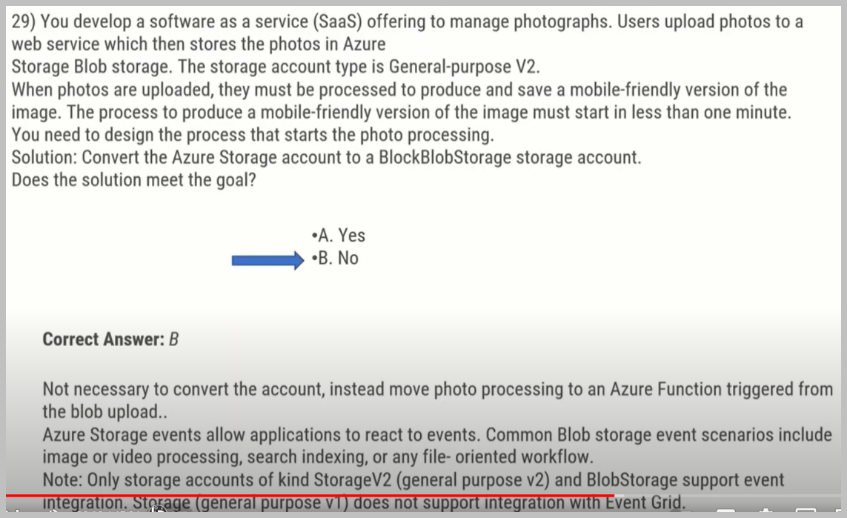 29) You develop a software as a service (SaaS) offering to manage photographs. Users upload photos to a
web service which then stores the photos in Azure
Storage Blob storage. The storage account type is General-purpose V2.
When photos are uploaded, they must be processed to produce and save a mobile-friendly version of the
image. The process to produce a mobile-friendly version of the image must start in less than one minute.
You need to design the process that starts the photo processing.
Solution: Convert the Azure Storage account to a BlockBlobStorage storage account.
Does the solution meet the goal?
•A. Yes
•B. No
Correct Answer: B
Not necessary to convert the account, instead move photo processing to an Azure Function triggered from
the blob upload..
Azure Storage events allow applications to react to events. Common Blob storage event scenarios include
image or video processing, search indexing, or any file- oriented workflow.
Note: Only storage accounts of kind StorageV2 (general purpose v2) and BlobStorage support event
integration. Storage (general purpose v1) does not support integration with Event Grid.